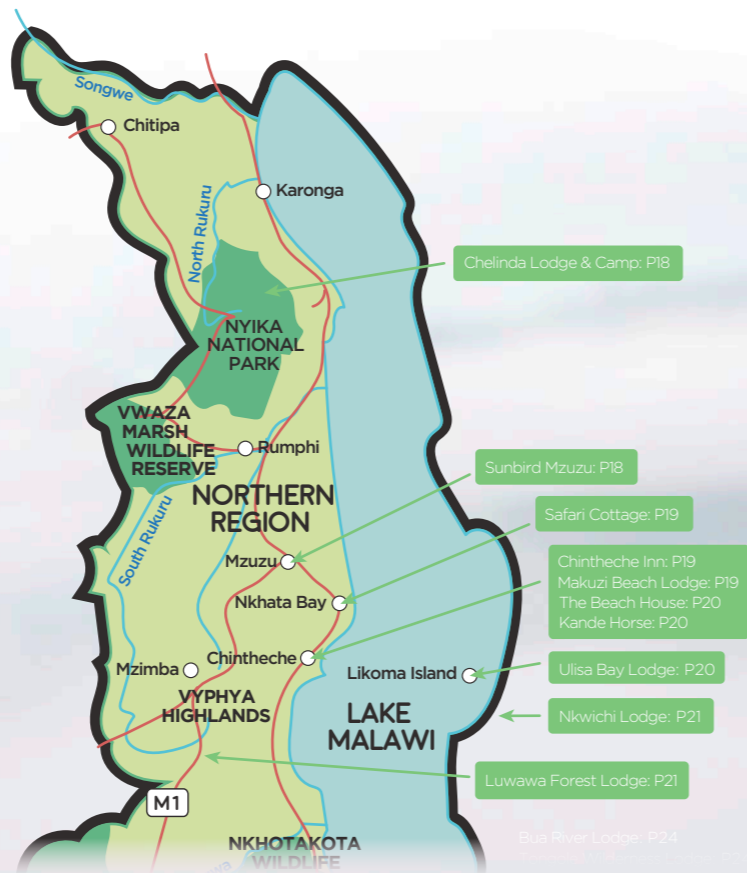 Songwe
Chitipa
Karonga
North Rukuru
Chelinda Lodge & Camp: P18
NYIKA
NATIONAL
PARK
VWAZA
MARSH
WILDLIFE
RESERVE
Rumphi
Sunbird Mzuzu: P18
NORTHERN
REGION
South Rukuru
Safari Cottage: P19
Mzuzu
Chintheche Inn: P19
Makuzi Beach Lodge: P19
The Beach House: P20
Kande Horse: P20
Nkhata Bay
Chintheche
Mzimba
Likoma Island
Ulisa Bay Lodge: P20
VYPHYA
HIGHLANDS
LAKE
MALAWI
Nkwichi Lodge: P21
Luwawa Forest Lodge: P21
M1
Bua River Lodge: P24
NKHOTAKOTA
WILDLIFE